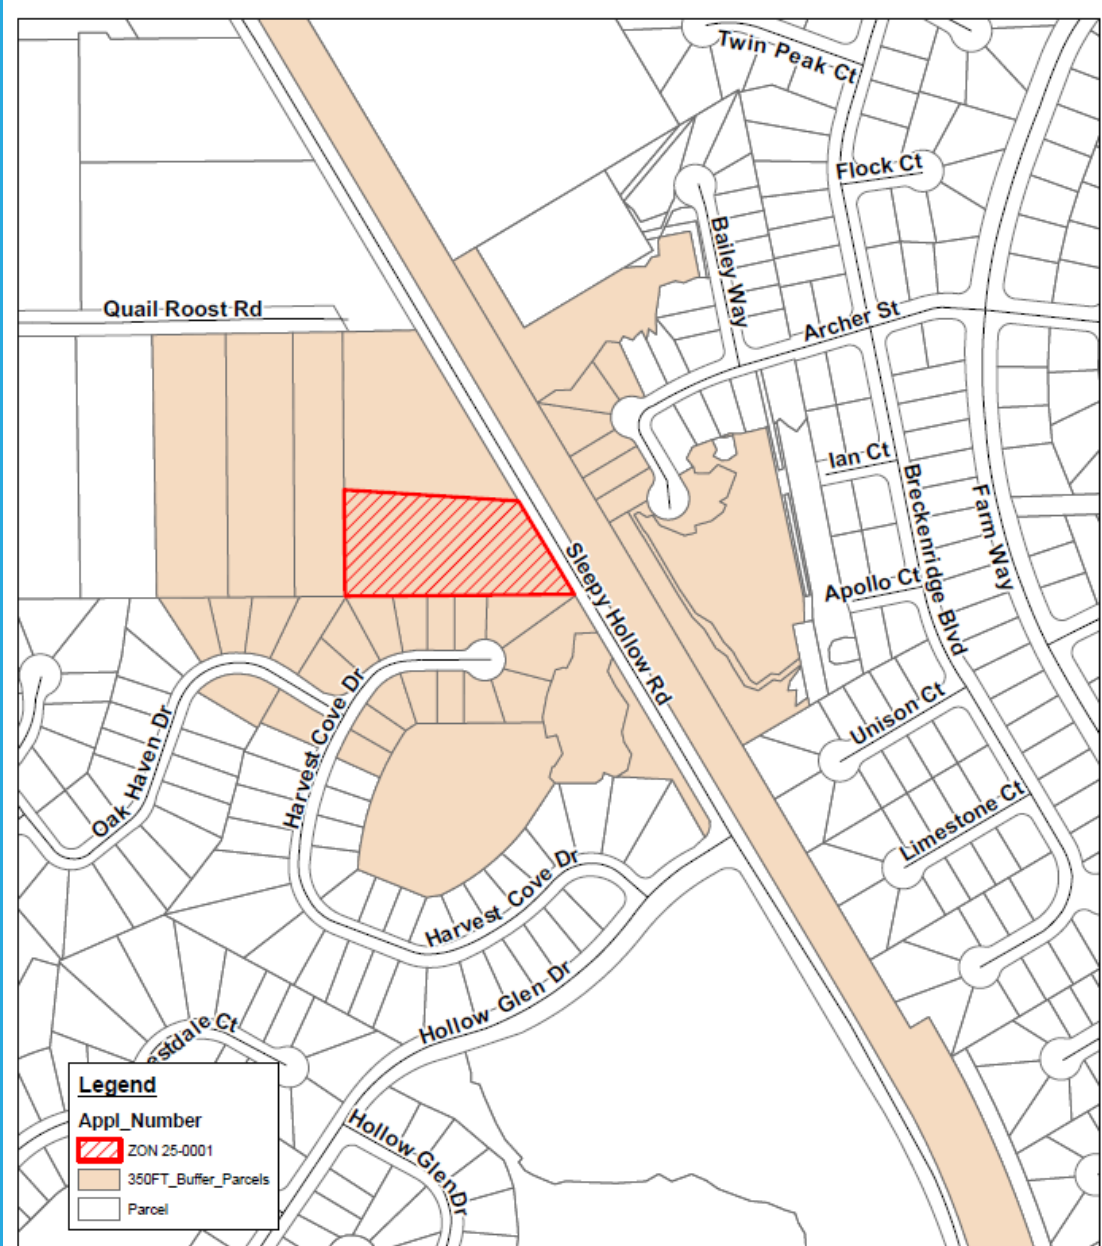 Twin Peak Ct
Flock Ct
Bailey Way
Quail Roost Rd
Archer St
Ian Ct
Breckenridge Blvd
Farm Way
Sleepy Hollow Rd
Apollo Ct
Harvest Cove Dr
Unison Ct
Oak Haven Dr
Limestone Ct
Harvest Cove Dr
Hollow Glen Dr
estdale Ct
Hollow Glen Dr
Legend
Appl_Number
ZON 25-0001
350FT_Buffer_Parcels
Parcel